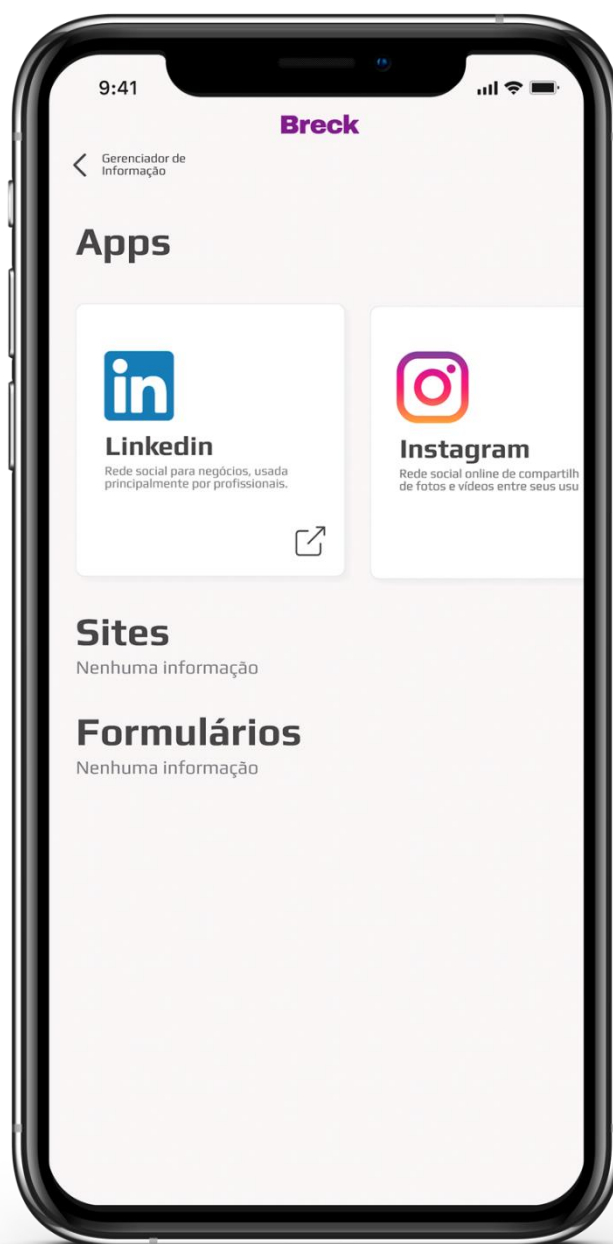 9:41
Breck
Gerenciador de
Informação
Apps
in
Linkedin
Rede social para negócios, usada
principalmente por profissionais.
Instagram
Rede social online de compartilh
de fotos e vídeos entre seus usu
Sites
Nenhuma informação
Formulários
Nenhuma informação